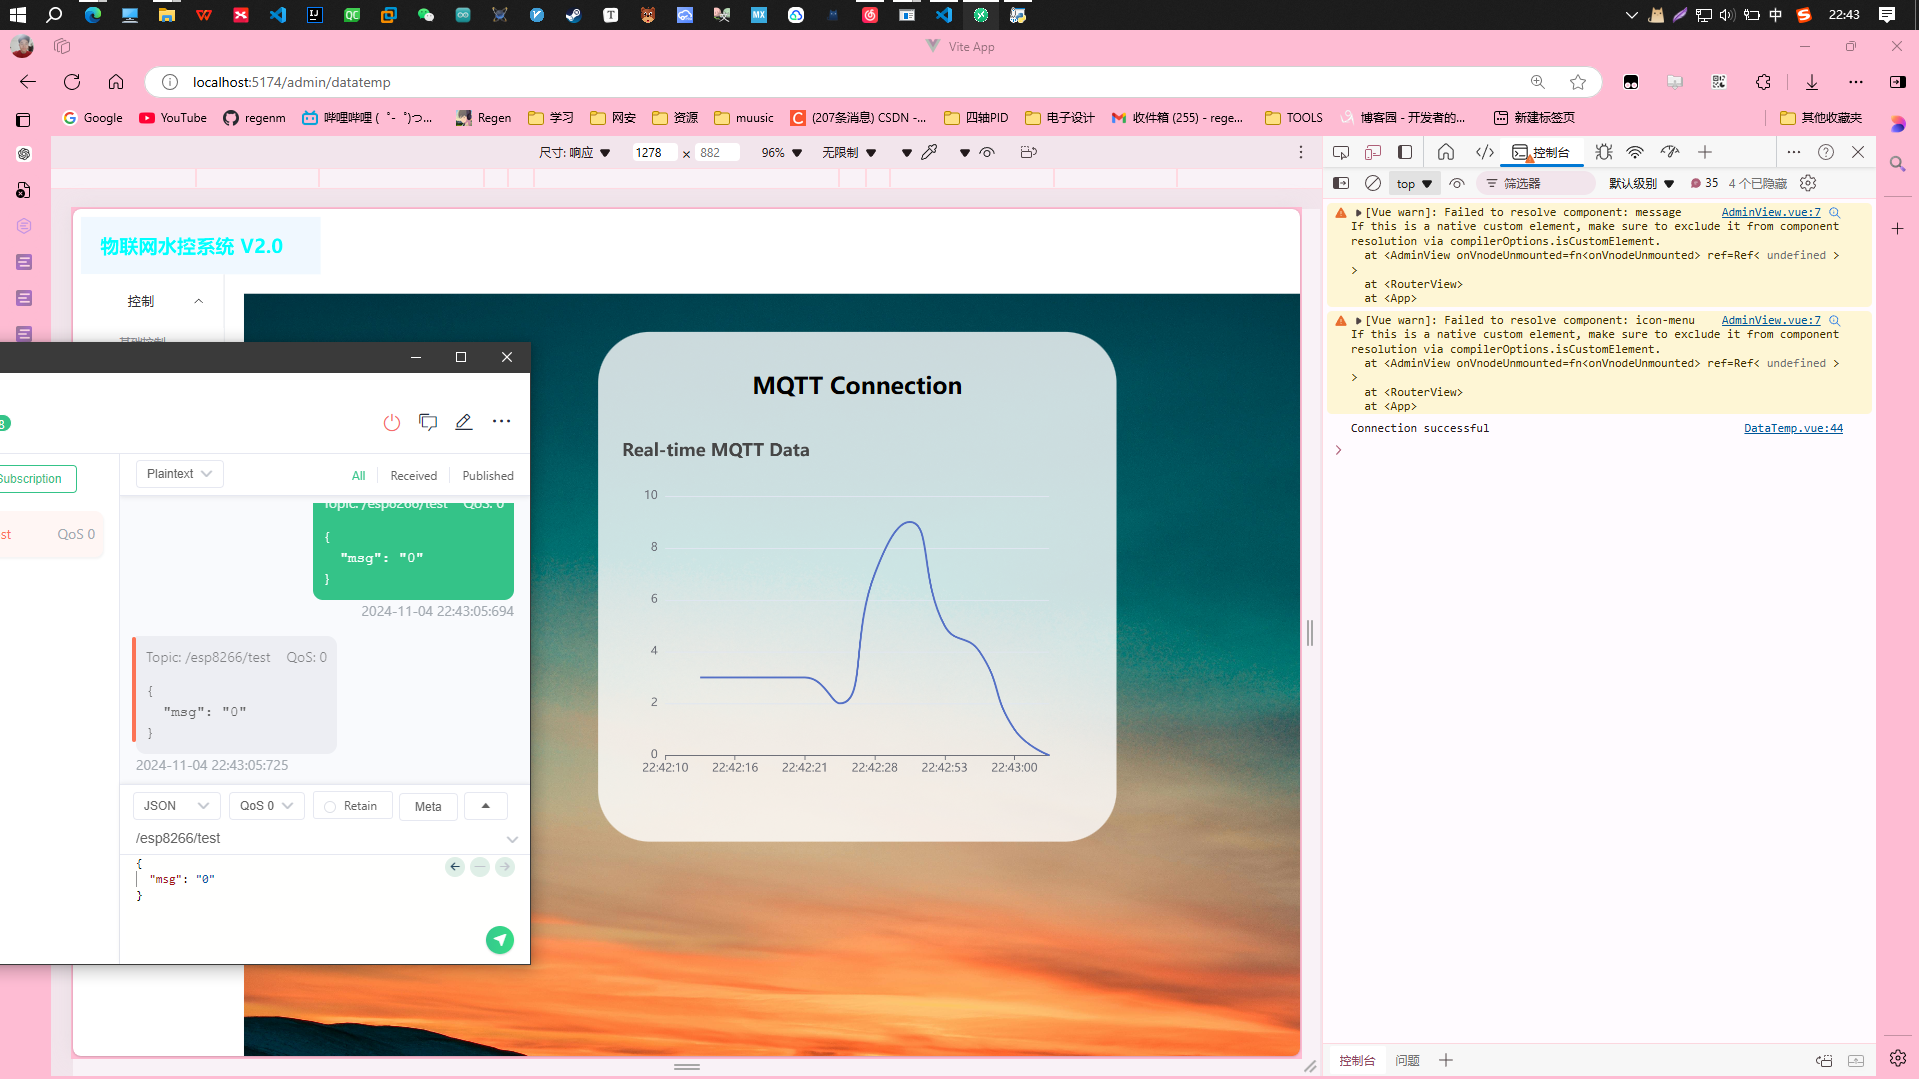 22:43
中
Vite App
localhost:5174/admin/datatemp
Google
YouTube
regenm
哔哩哔哩 (゜-゜)つ...
Regen
学习
网安
资源
muusic
(207条消息) CSDN -...
四轴PID
电子设计
收件箱 (255) - rege...
TOOLS
博客园 - 开发者的...
新建标签页
其他收藏夹
尺寸: 响应
1278 × 882
96%
无限制
控制台
top
筛选器
默认级别
35
4 个已隐藏
物联网水控系统 V2.0
控制
MQTT Connection
Real-time MQTT Data
10
8
6
4
2
0
22:42:10 22:42:16 22:42:21 22:42:28 22:42:53 22:43:00
Subscription
st QoS 0
Plaintext
All
Received
Published
Topic: /esp8266/test QoS: 0
{
"msg": "0"
}
2024-11-04 22:43:05:694
Topic: /esp8266/test QoS: 0
{
"msg": "0"
}
2024-11-04 22:43:05:725
JSON
QoS 0
Retain
Meta
/esp8266/test
{
"msg": "0"
}
[Vue warn]: Failed to resolve component: message AdminView.vue:7
If this is a native custom element, make sure to exclude it from component
resolution via compilerOptions.isCustomElement.
at <AdminView onVnodeUnmounted=fn<onVnodeUnmounted> ref=Ref< undefined >
>
at <RouterView>
at <App>
[Vue warn]: Failed to resolve component: icon-menu AdminView.vue:7
If this is a native custom element, make sure to exclude it from component
resolution via compilerOptions.isCustomElement.
at <AdminView onVnodeUnmounted=fn<onVnodeUnmounted> ref=Ref< undefined >
>
at <RouterView>
at <App>
Connection successful DataTemp.vue:44
控制台
问题